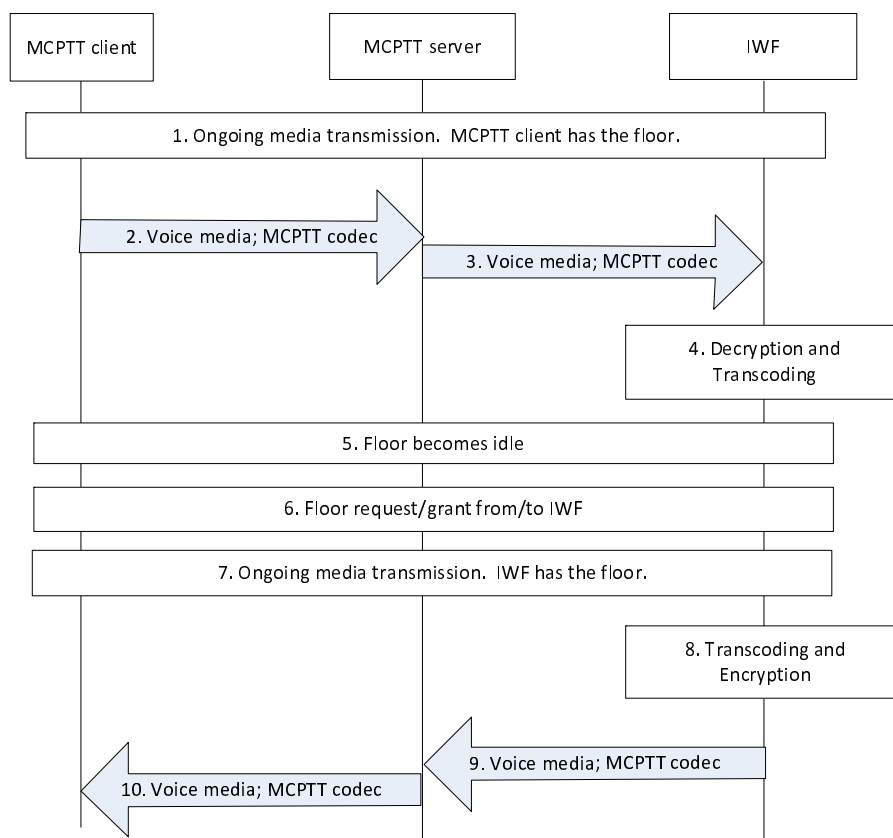 MCPTT client
MCPTT server
IWF
1. Ongoing media transmission. MCPTT client has the floor.
2. Voice media; MCPTT codec
3. Voice media; MCPTT codec
4. Decryption and
Transcoding
5. Floor becomes idle
6. Floor request/grant from/to IWF
7. Ongoing media transmission. IWF has the floor.
8. Transcoding and
Encryption
9. Voice media; MCPTT codec
10. Voice media; MCPTT codec